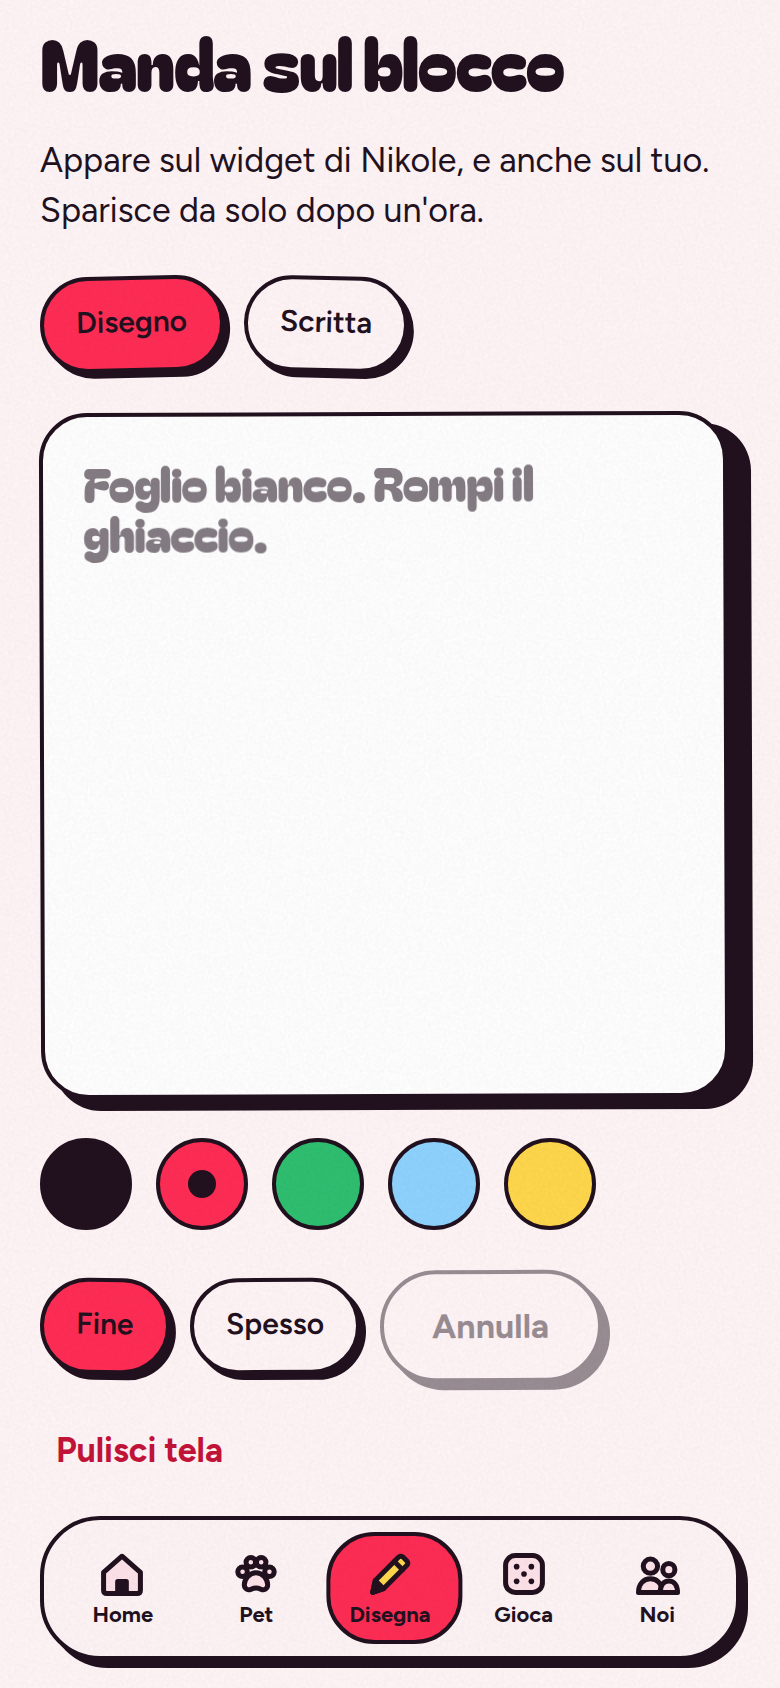 Manda sul blocco
Appare sul widget di Nikole, e anche sul tuo.
Sparisce da solo dopo un'ora.
Disegno
Scritta
Foglio bianco. Rompi il
ghiaccio.
Fine
Spesso
Annulla
Pulisci tela
Home
Pet
Disegna
Gioca
Noi